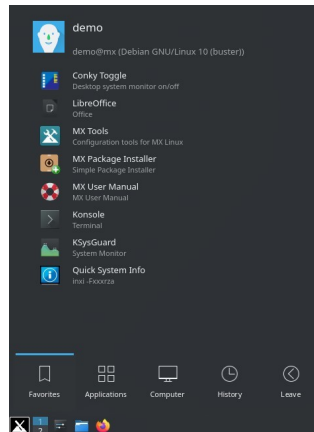 demo
demo@mx (Debian GNU/Linux 10 (buster))
Conky Toggle
Desktop system monitor on/off
LibreOffice
Office
MX Tools
Configuration tools for MX Linux
MX Package Installer
Simple Package Installer
MX User Manual
MX User Manual
Konsole
Terminal
KSysGuard
System Monitor
Quick System Info
inxi -Fxxxrza
Favorites Applications Computer History Leave
1
2